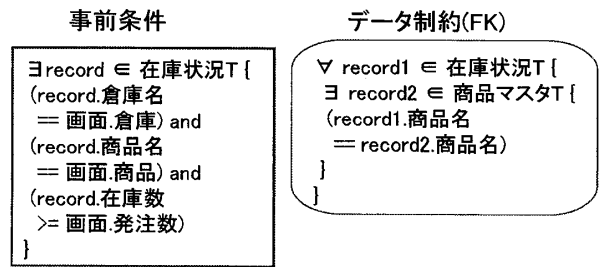 事前条件
∃record ∈ 在庫状況T {
(record.倉庫名
== 画面.倉庫) and
(record.商品名
== 画面.商品) and
(record.在庫数
>= 画面.発注数)
}
データ制約(FK)
∀ record1 ∈ 在庫状況T {
∃ record2 ∈ 商品マスタT {
(record1.商品名
== record2.商品名)
}
}